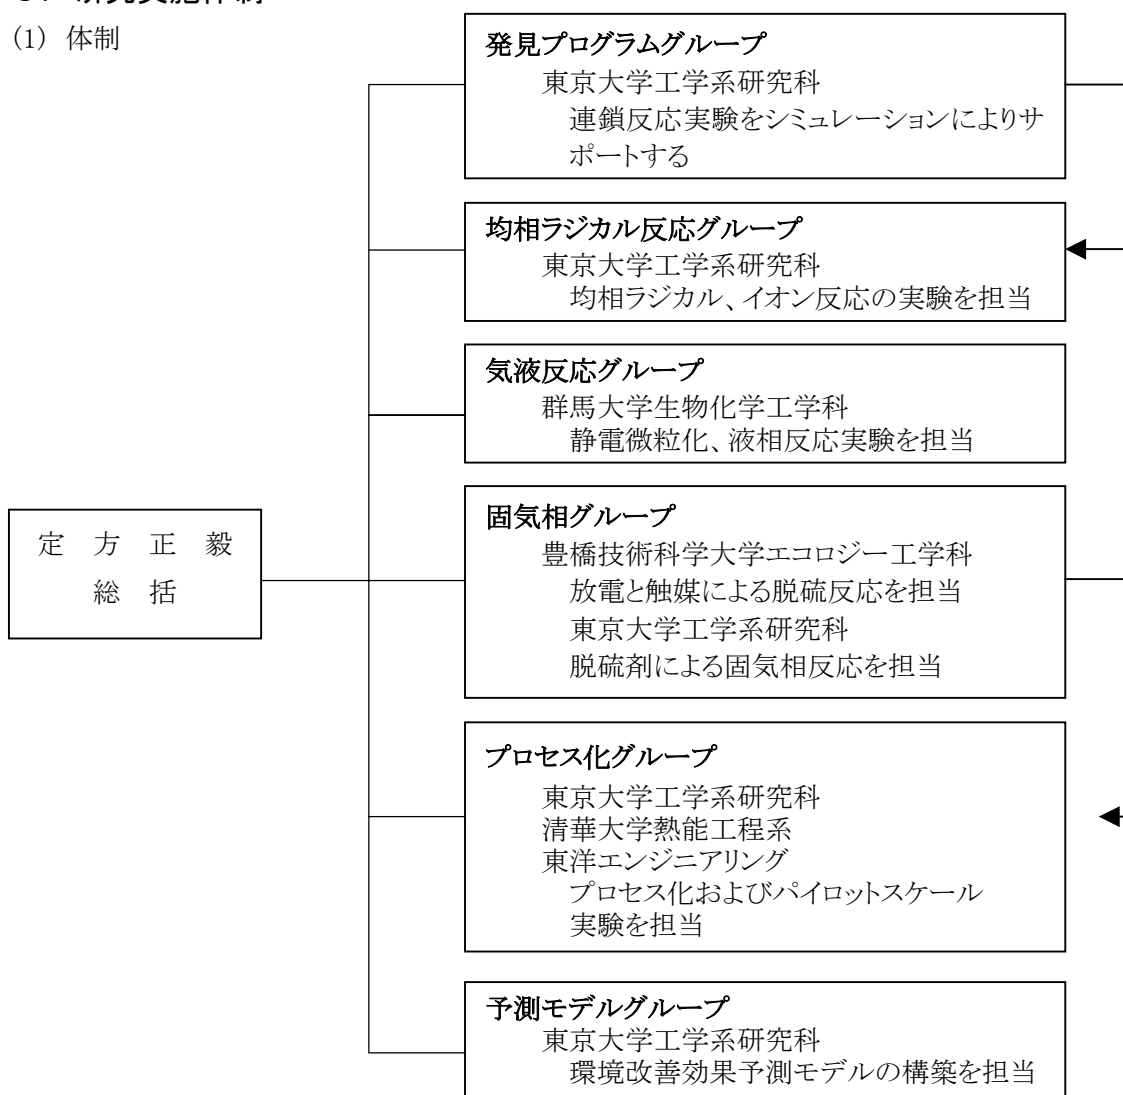 (1) 体制
発見プログラムグループ
東京大学工学系研究科
連鎖反応実験をシミュレーションによりサ
ポートする
均相ラジカル反応グループ
東京大学工学系研究科
均相ラジカル、イオン反応の実験を担当
気液反応グループ
群馬大学生物化学工学科
静電微粒化、液相反応実験を担当
定 方 正 毅
総 括
固気相グループ
豊橋技術科学大学エコロジー工学科
放電と触媒による脱硫反応を担当
東京大学工学系研究科
脱硫剤による固気相反応を担当
プロセス化グループ
東京大学工学系研究科
清華大学熱能工程系
東洋エンジニアリング
プロセス化およびパイロットスケール
実験を担当
予測モデルグループ
東京大学工学系研究科
環境改善効果予測モデルの構築を担当